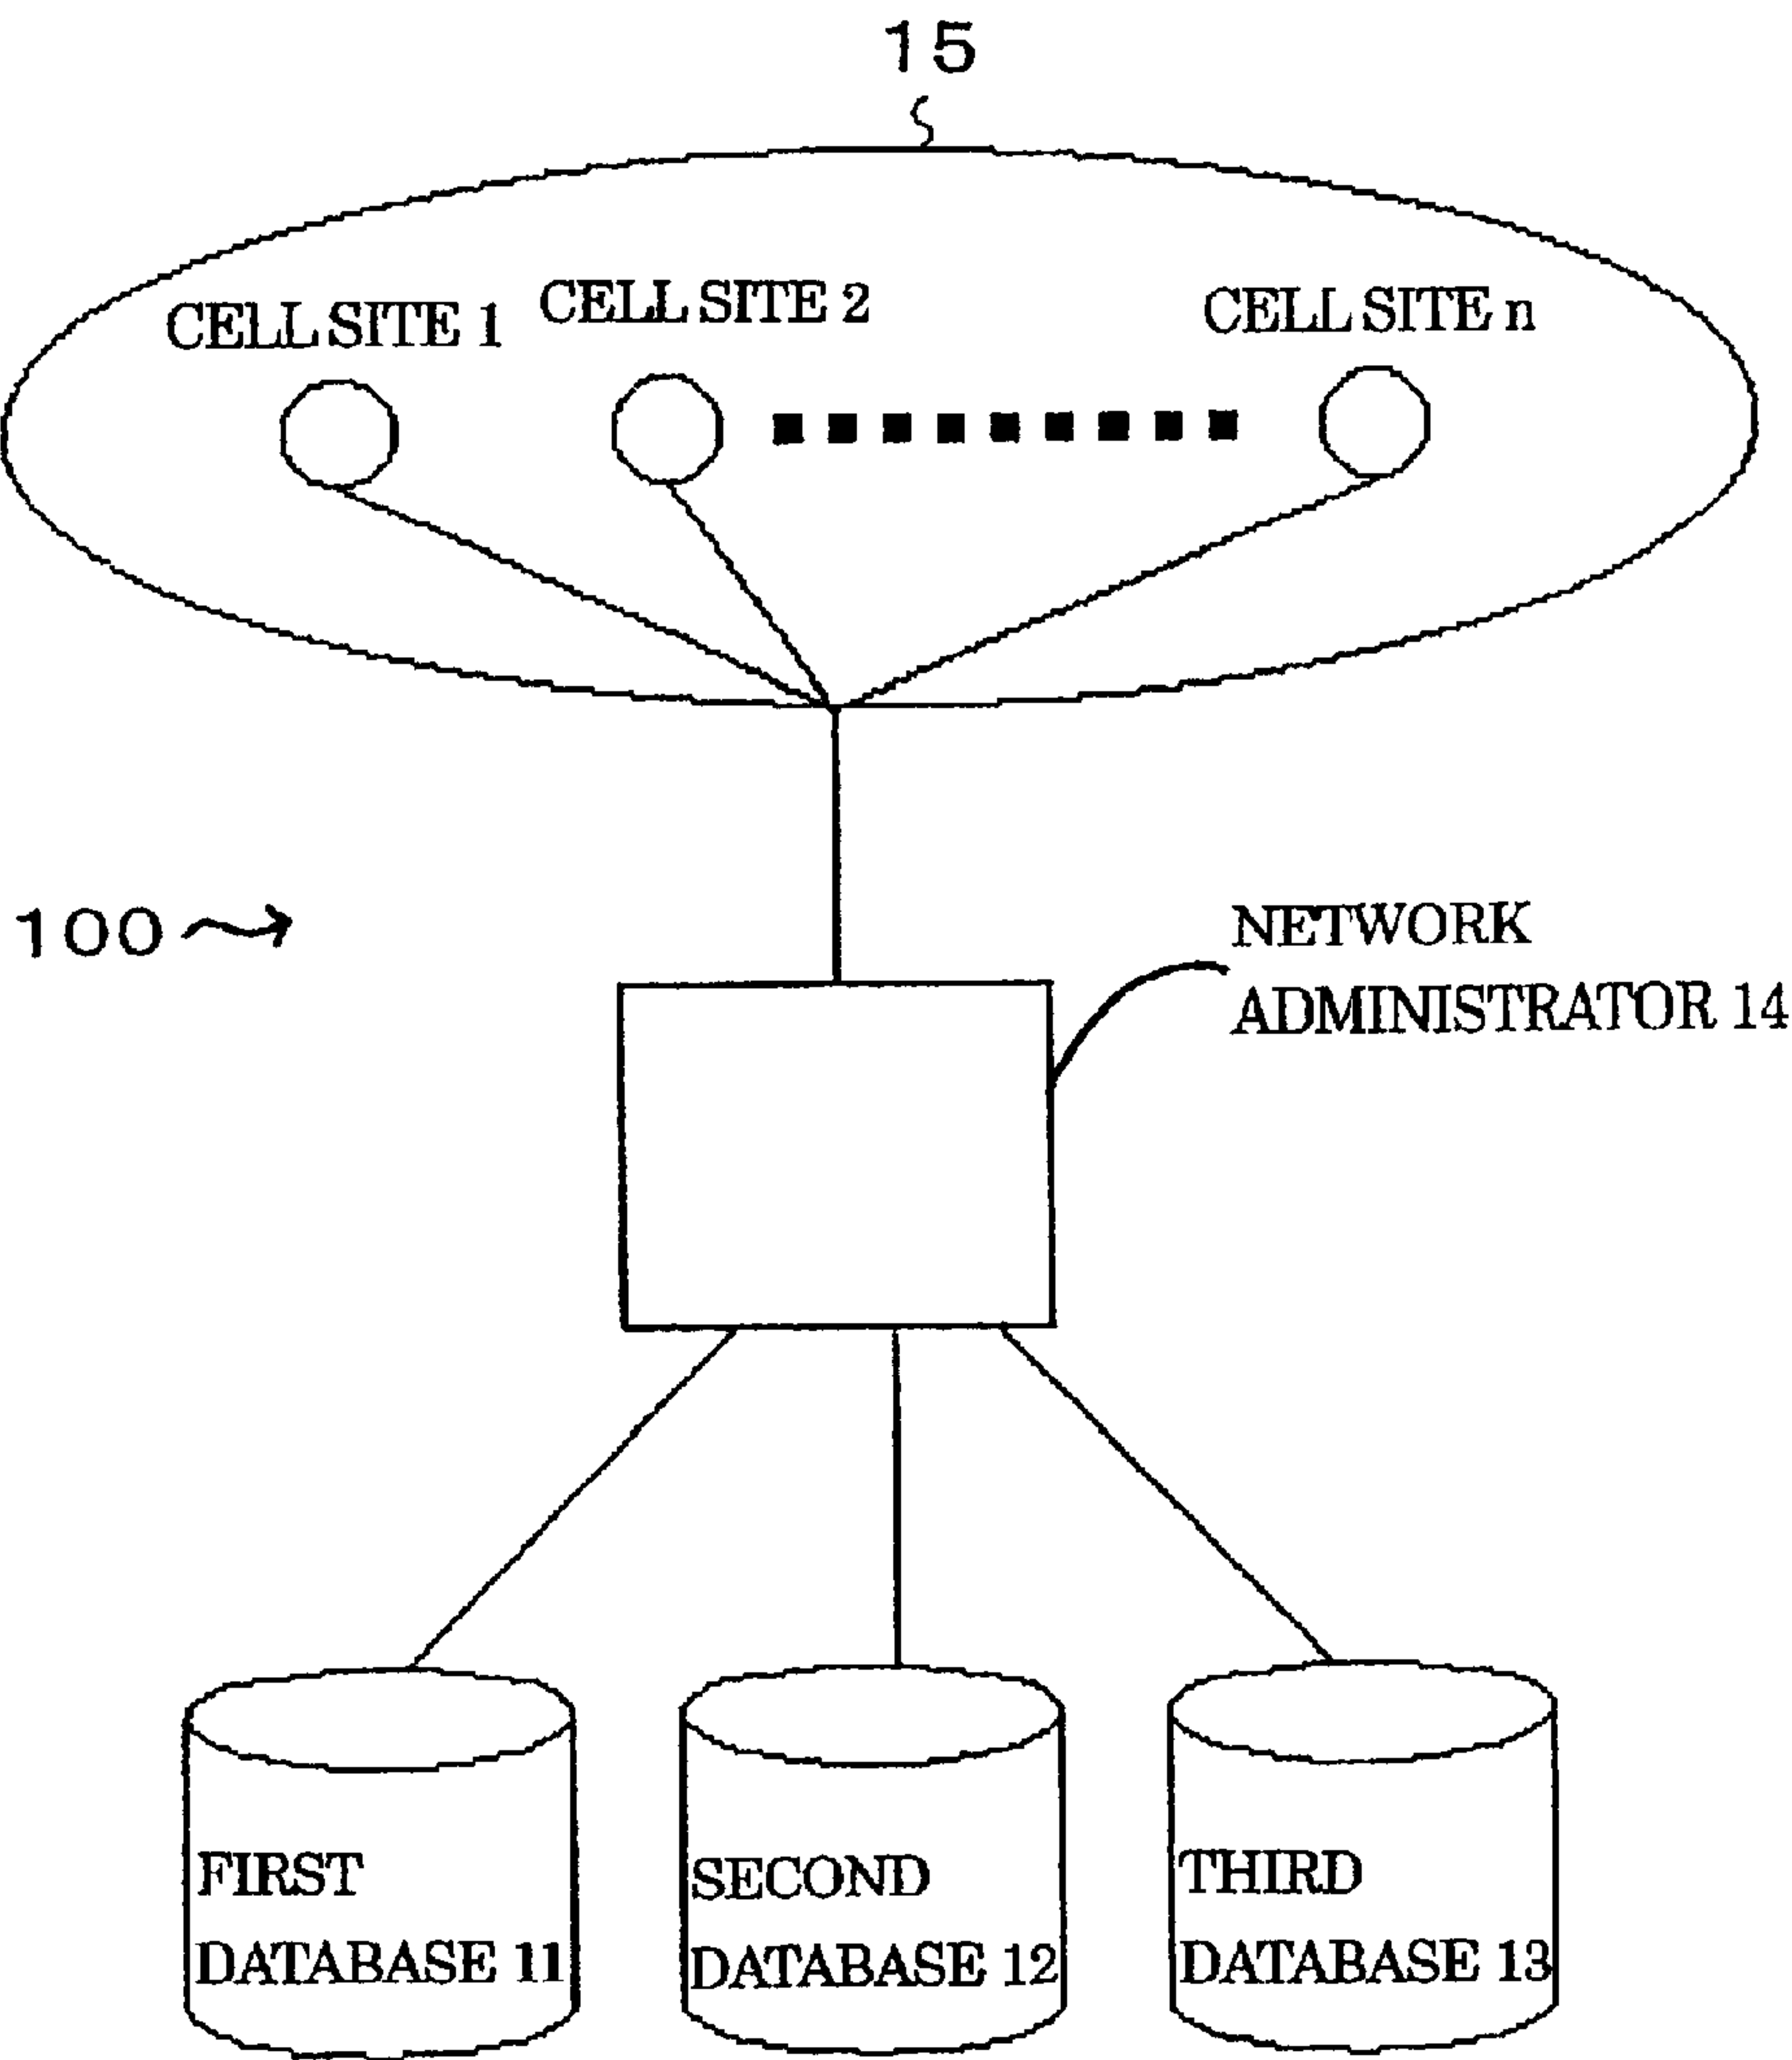 15
CELL SITE 1
CELL SITE 2
CELL SITE n
100
NETWORK
ADMINISTRATOR 14
FIRST
DATABASE 11
SECOND
DATABASE 12
THIRD
DATABASE 13